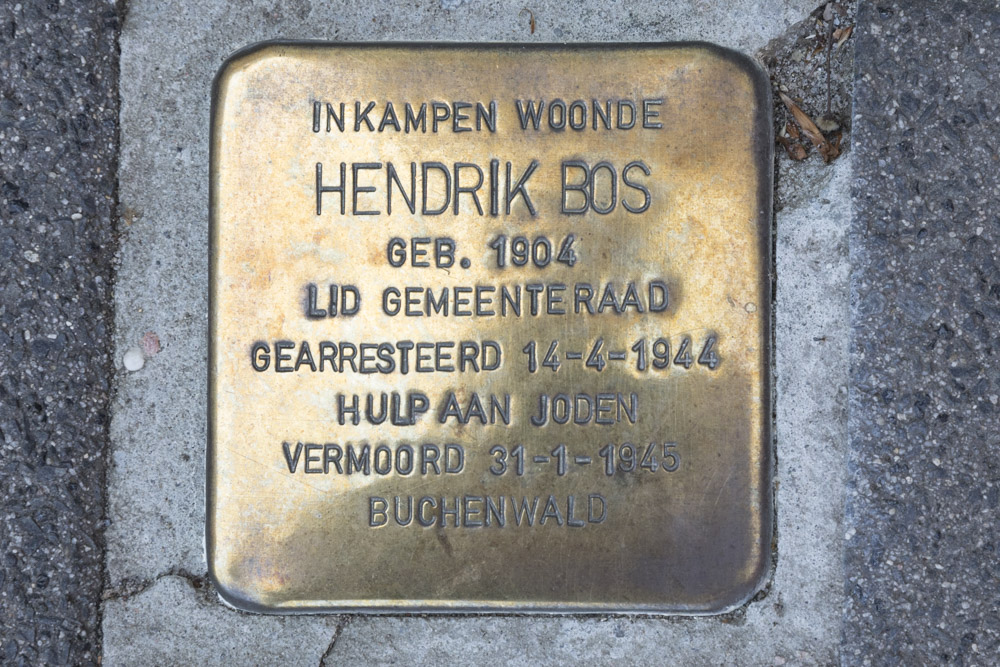 IN KAMPEN WOONDE
HENDRIK BOS
GEB. 1904
LID GEMEENTERAAD
GEARRESTEERD 14-4-1944
HULP AAN JODEN
VERMOORD 31-1-1945
BUCHENWALD